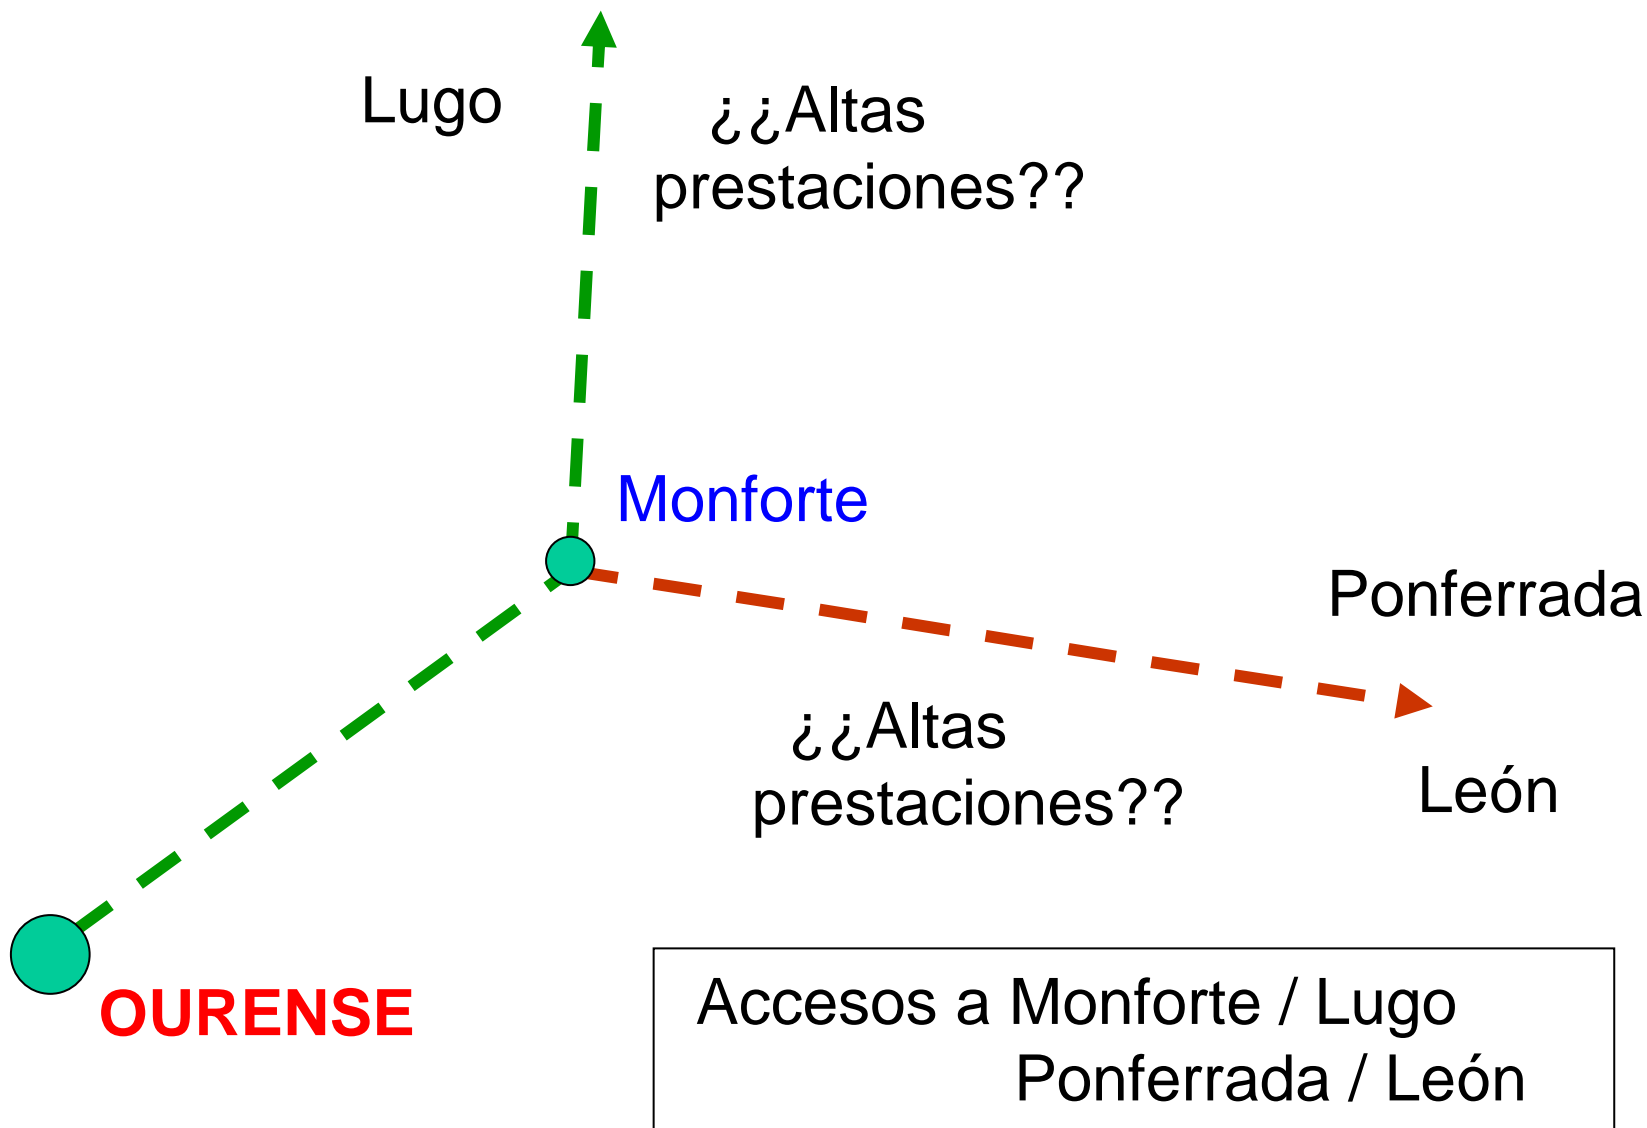 Lugo
¿¿Altas
prestaciones??
Monforte
Ponferrada
¿¿Altas
prestaciones??
León
OURENSE
Accesos a Monforte / Lugo
Ponferrada / León